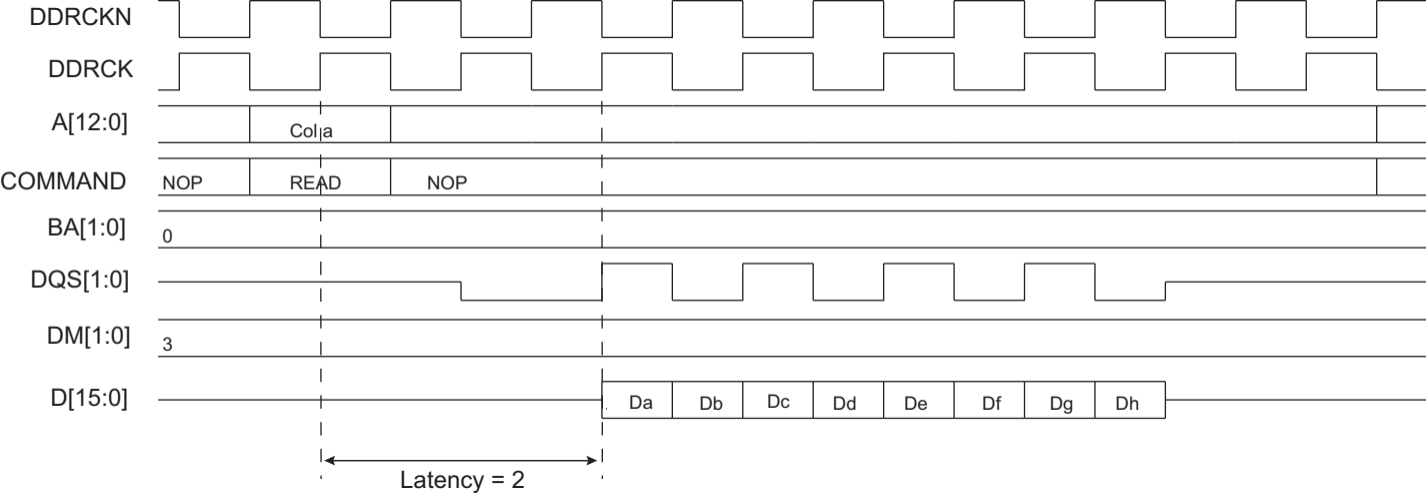 DDRCKN
DDRCK
A[12:0] Col a
COMMAND NOP READ NOP
BA[1:0] 0
DQS[1:0]
DM[1:0] 3
D[15:0] Da Db Dc Dd De Df Dg Dh
Latency = 2